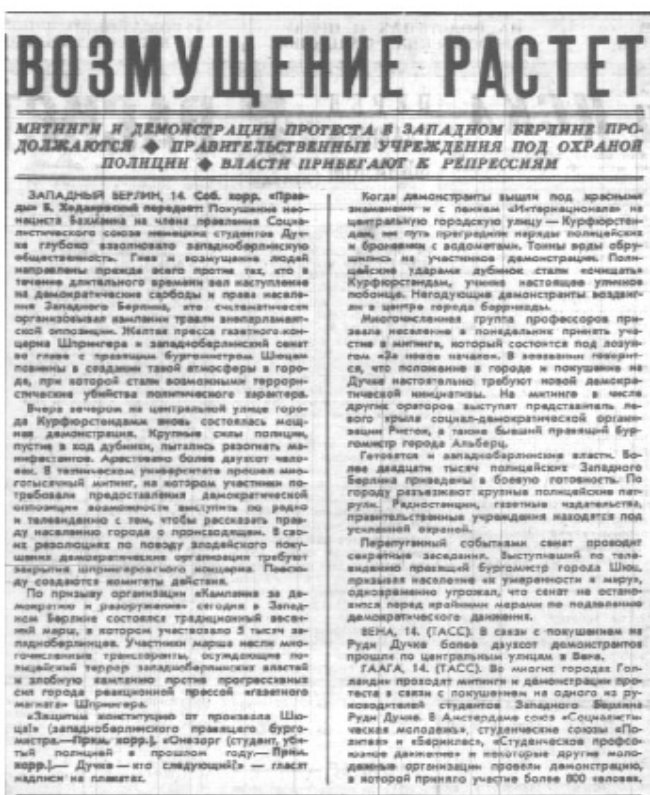 ВОЗМУЩЕНИЕ РАСТЕТ
МИТИНГИ И ДЕМОНСТРАЦИИ ПРОТЕСТА В ЗАПАДНОМ БЕРЛИНЕ ПРО-
ДОЛЖАЮТСЯ ◆ ПРАВИТЕЛЬСТВЕННЫЕ УЧРЕЖДЕНИЯ ПОД ОХРАНОЙ
ПОЛИЦИИ ◆ ВЛАСТИ ПРИБЕГАЮТ К РЕПРЕССИЯМ
ЗАПАДНЫЙ БЕРЛИН, 14. Соб. корр. «Прав-
ды» В. Ходаковский передает: Покушение нео-
нациста Бахманна на члена правления Социа-
листического союза немецких студентов Дуч-
ке глубоко взволновало западноберлинскую
общественность. Гнев и возмущение людей
направлены прежде всего против тех, кто в
течение длительного времени вел наступление
на демократические свободы и права населе-
ния Западного Берлина, кто систематически
организовывал кампании травли внепарламент-
ской оппозиции. Желтая пресса газетного кон-
церна Шпрингера и западноберлинский сенат
во главе с правящим бургомистром Шюцем
повинны в создании такой атмосферы в горо-
де, при которой стали возможными террори-
стические убийства политического характера.
Вчера вечером на центральной улице горо-
да Курфюрстендамм вновь состоялась мощ-
ная демонстрация. Крупные силы полиции,
пустив в ход дубинки, пытались разогнать ма-
нифестантов. Арестовано более двухсот чело-
век. В техническом университете прошел мно-
готысячный митинг, на котором участники по-
требовали предоставления демократической
оппозиции возможности выступить по радио
и телевидению с тем, чтобы рассказать прав-
ду населению города о происходящем. В сво-
их резолюциях по поводу злодейского поку-
шения демократические организации требуют
закрытия шпрингеровского концерна. Повсю-
ду создаются комитеты действия.
По призыву организации «Кампания за де-
мократию и разоружение» сегодня в Запад-
ном Берлине состоялся традиционный весен-
ний марш, в котором участвовало 5 тысяч за-
падноберлинцев. Участники марша несли мно-
гочисленные транспаранты, осуждающие по-
лицейский террор западноберлинских властей
и злобную кампанию против прогрессивных
сил города реакционной прессой «газетного
магната» Шпрингера.
«Защитим конституцию от произвола Шю-
ца!» (западноберлинского правящего бурго-
мистра.—Прим. корр.), «Онезорг (студент, уби-
тый полицией в прошлом году.— Прим.
корр.).— Дучке — кто следующий?» — гласят
надписи на плакатах.
Когда демонстранты вышли под красными
знаменами и с пением «Интернационала» на
центральную городскую улицу — Курфюрстен-
дамм, им путь преградили наряды полицейских
и броневики с водометами. Тонны воды обру-
шились на участников демонстрации. Поли-
цейские ударами дубинок стали «очищать»
Курфюрстендамм, учинив настоящее уличное
побоище. Негодующие демонстранты воздвиг-
ли в центре города баррикады.
Многочисленная группа профессоров при-
звала население в понедельник принять уча-
стие в митинге, который состоится под лозун-
гом «За новое начало». В воззвании говорит-
ся, что положение в городе и покушение на
Дучке настоятельно требуют новой демокра-
тической инициативы. На митинге в числе
других ораторов выступят представитель ле-
вого крыла социал-демократической органи-
зации Ристок, а также бывший правящий бур-
гомистр города Альберц.
Готовятся и западноберлинские власти. Бо-
лее двадцати тысяч полицейских Западного
Берлина приведены в боевую готовность. По
городу разъезжают крупные полицейские пат-
рули. Радиостанции, газетные издательства,
правительственные учреждения находятся под
усиленной охраной.
Перепуганный событиями сенат проводит
секретные заседания. Выступивший по теле-
видению правящий бургомистр города Шюц,
призывая население «к умеренности и миру»,
одновременно угрожал, что сенат не остано-
вится перед крайними мерами по подавлению
демократического движения.
ВЕНА, 14. (ТАСС). В связи с покушением на
Руди Дучке более двухсот демонстрантов
прошли по центральным улицам в Вене.
ГААГА, 14. (ТАСС). Во многих городах Гол-
ландии проходят митинги и демонстрации про-
теста в связи с покушением на одного из ру-
ководителей студентов Западного Берлина
Руди Дучке. В Амстердаме союз «Социалисти-
ческая молодежь», студенческие союзы «По-
литея» и «Периклес», «Студенческое профсо-
юзное движение» и некоторые другие моло-
дежные организации провели демонстрацию,
в которой приняло участие более 800 человек.